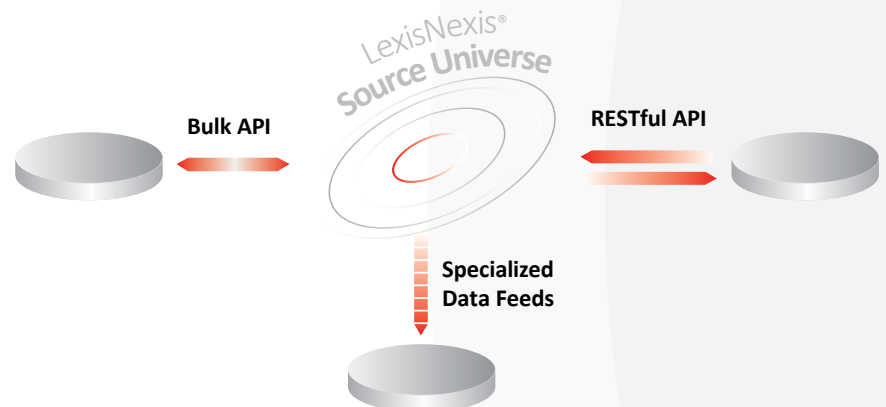 LexisNexis®
Source Universe
Bulk API
RESTful API
Specialized
Data Feeds